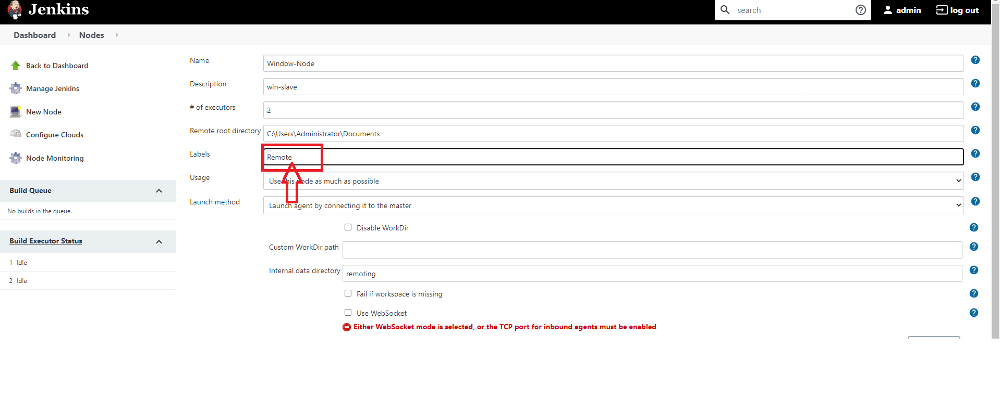 Jenkins
search
admin
log out
Dashboard
Nodes
Back to Dashboard
Manage Jenkins
New Node
Configure Clouds
Node Monitoring
Build Queue
No builds in the queue.
Build Executor Status
1 Idle
2 Idle
Name
Window-Node
Description
win-slave
# of executors
2
Remote root directory
C:\Users\Administrator\Documents
Labels
Remote
Usage
Use this node as much as possible
Launch method
Launch agent by connecting it to the master
Disable WorkDir
Custom WorkDir path
Internal data directory
remoting
Fail if workspace is missing
Use WebSocket
Either WebSocket mode is selected, or the TCP port for inbound agents must be enabled